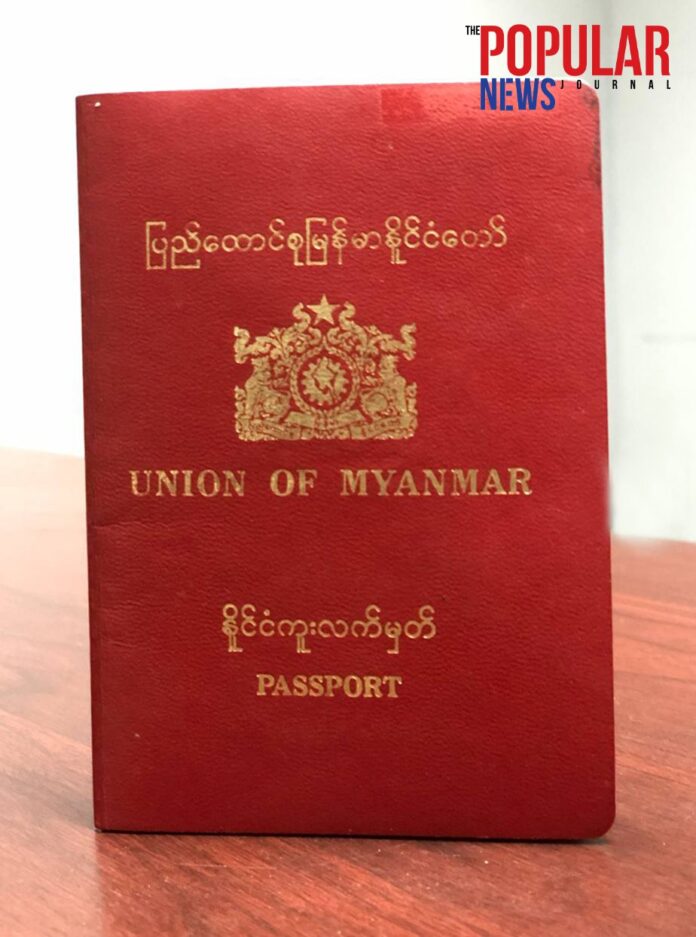 THE POPULAR
NEWS JOURNAL
ပြည်ထောင်စုမြန်မာနိုင်ငံတော်
UNION OF MYANMAR
နိုင်ငံကူးလက်မှတ်
PASSPORT